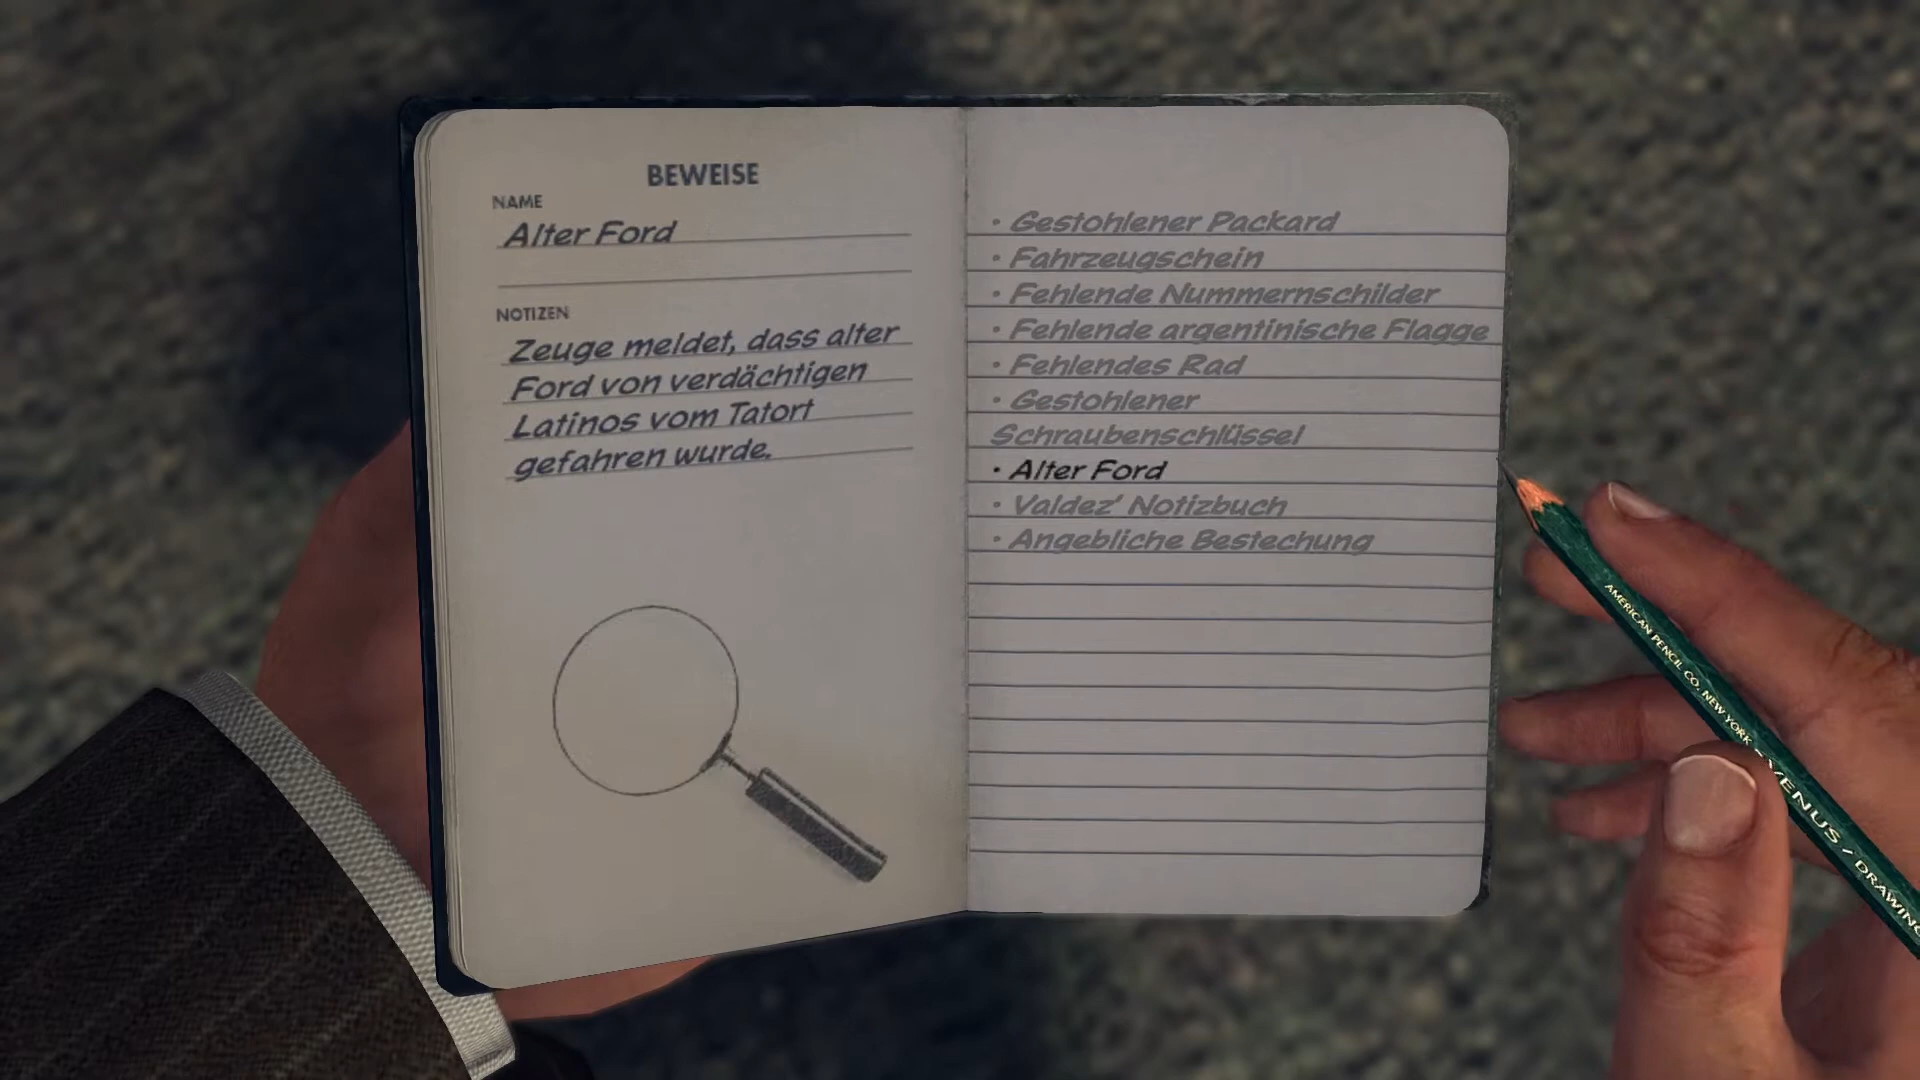 BEWEISE
NAME
Alter Ford
NOTIZEN
Zeuge meldet, dass alter
Ford von verdächtigen
Latinos vom Tatort
gefahren wurde.
• Gestohlener Packard
• Fahrzeugschein
• Fehlende Nummernschilder
• Fehlende argentinische Flagge
• Fehlendes Rad
• Gestohlener
Schraubenschlüssel
• Alter Ford
• Valdez' Notizbuch
• Angebliche Bestechung
AMERICAN PENCIL CO. NEW YORK VENUS / DRAWING